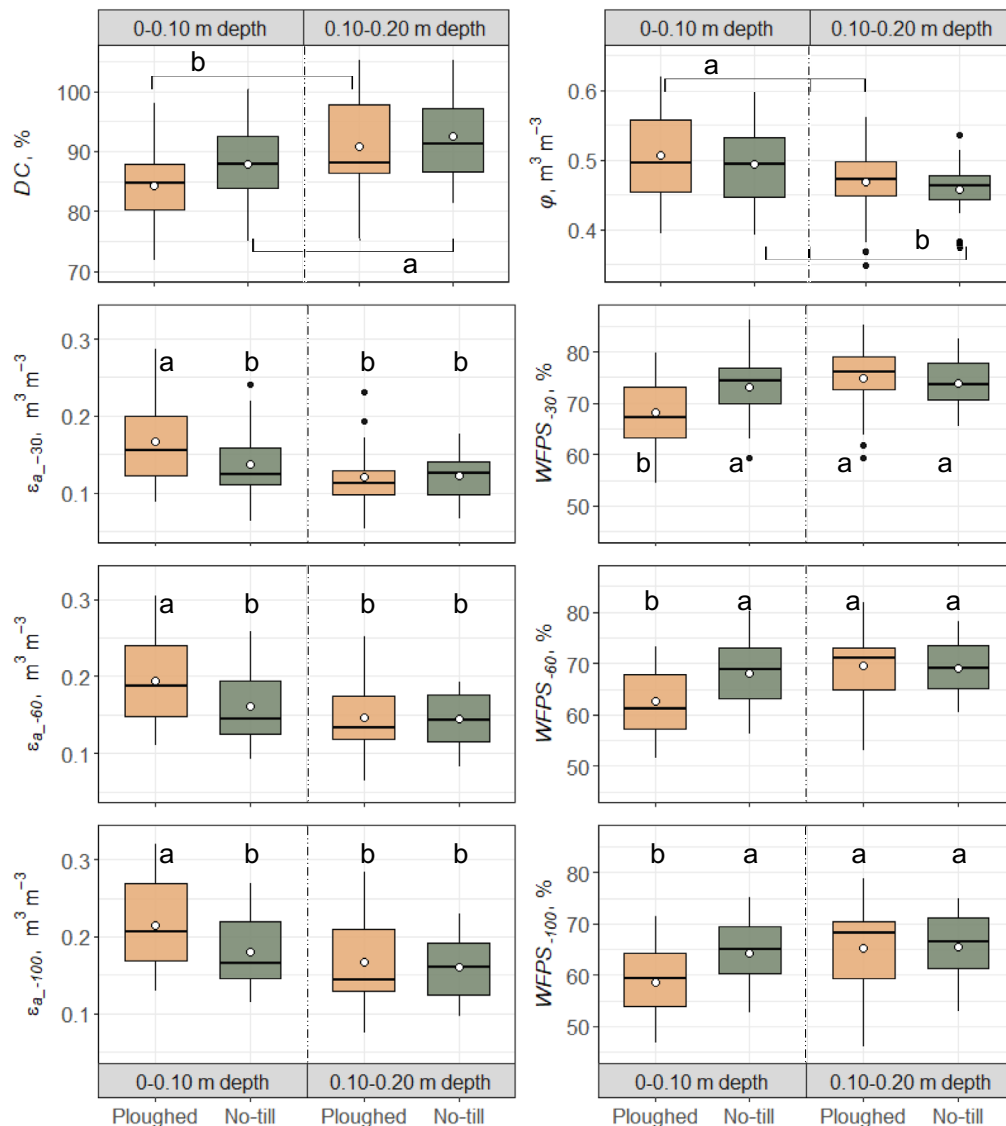 0-0.10 m depth 0.10-0.20 m depth
DC, %
100
90
80
70
b
a
0-0.10 m depth 0.10-0.20 m depth
φ, m³ m⁻³
0.6
0.5
0.4
a
b
εa_−30, m³ m⁻³
0.3
0.2
0.1
a b b b
WFPS-30, %
80
70
60
50
b a a a
εa_-60, m³ m⁻³
0.3
0.2
0.1
a b b b
WFPS-60, %
80
70
60
50
b a a a
εa_-100, m³ m⁻³
0.3
0.2
0.1
a b b b
0-0.10 m depth 0.10-0.20 m depth
Ploughed No-till Ploughed No-till
WFPS-100, %
80
70
60
50
b a a a
0-0.10 m depth 0.10-0.20 m depth
Ploughed No-till Ploughed No-till